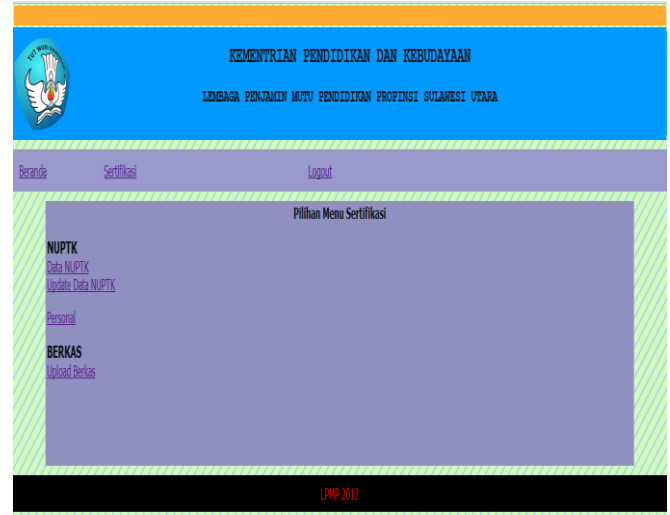 KEMENTRIAN PENDIDIKAN DAN KEBUDAYAAN
LEMBAGA PENJAMIN MUTU PENDIDIKAN PROPINSI SULAWESI UTARA
Beranda Sertifikasi Logout
Pilihan Menu Sertifikasi
NUPTK
Data NUPTK
Update Data NUPTK
Personal
BERKAS
Upload Berkas
LPMP 2013